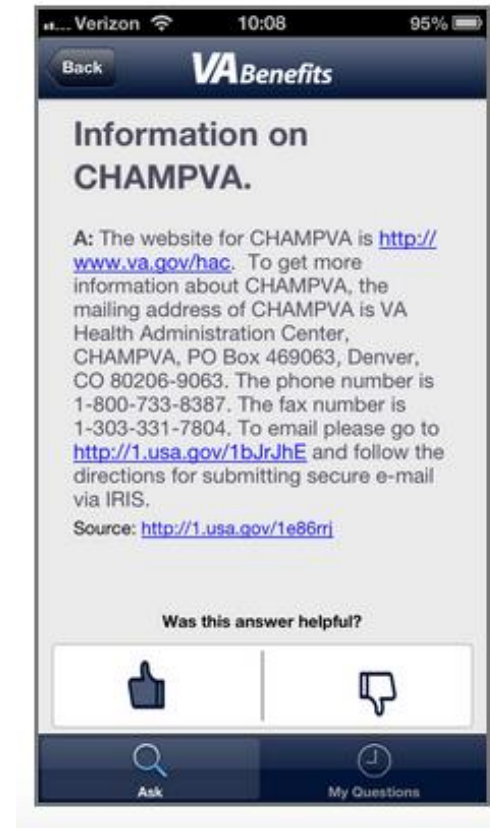 Verizon 10:08 95%
Back VA Benefits
Information on
CHAMPVA.
A: The website for CHAMPVA is http://
www.va.gov/hac. To get more
information about CHAMPVA, the
mailing address of CHAMPVA is VA
Health Administration Center,
CHAMPVA, PO Box 469063, Denver,
CO 80206-9063. The phone number is
1-800-733-8387. The fax number is
1-303-331-7804. To email please go to
http://1.usa.gov/1bJrJhE and follow the
directions for submitting secure e-mail
via IRIS.
Source: http://1.usa.gov/1e86rrj
Was this answer helpful?
Ask My Questions